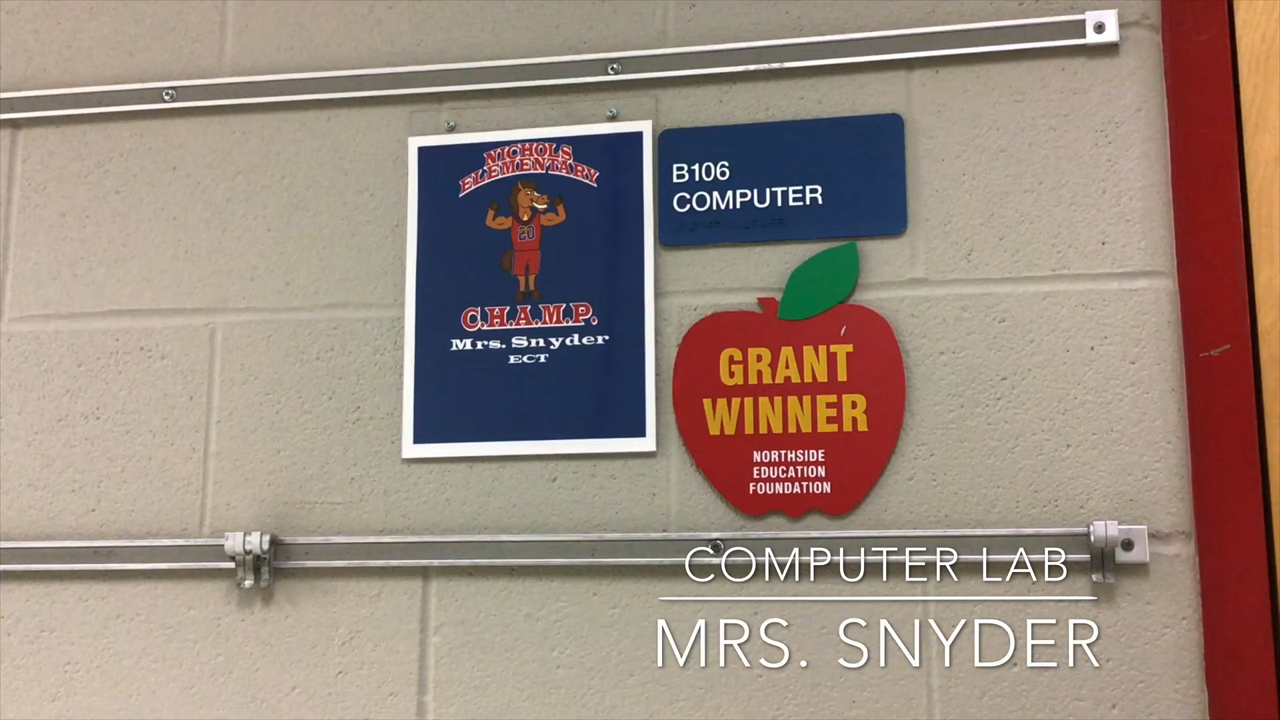 NICHOLS
ELEMENTARY
20
C.H.A.M.P.
Mrs. Snyder
ECT
B106
COMPUTER
GRANT
WINNER
NORTHSIDE
EDUCATION
FOUNDATION
COMPUTER LAB
MRS. SNYDER